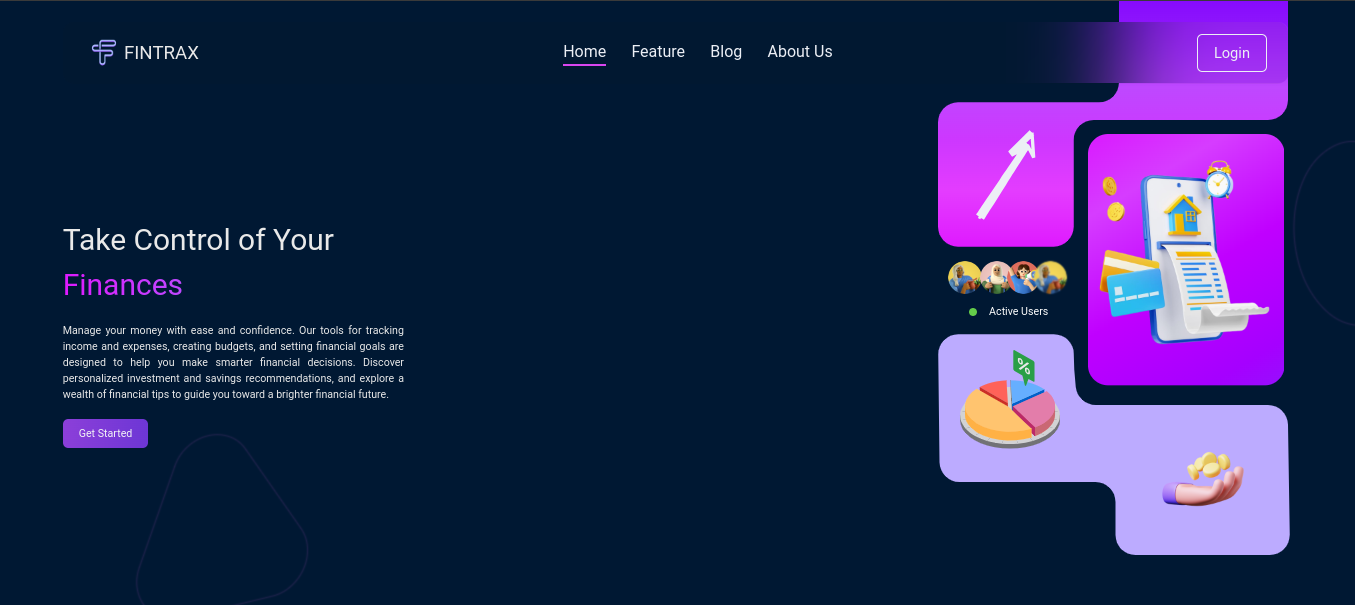 FINTRAX
Home Feature Blog About Us
Login
Take Control of Your
Finances
Manage your money with ease and confidence. Our tools for tracking
income and expenses, creating budgets, and setting financial goals are
designed to help you make smarter financial decisions. Discover
personalized investment and savings recommendations, and explore a
wealth of financial tips to guide you toward a brighter financial future.
Get Started
Active Users
%